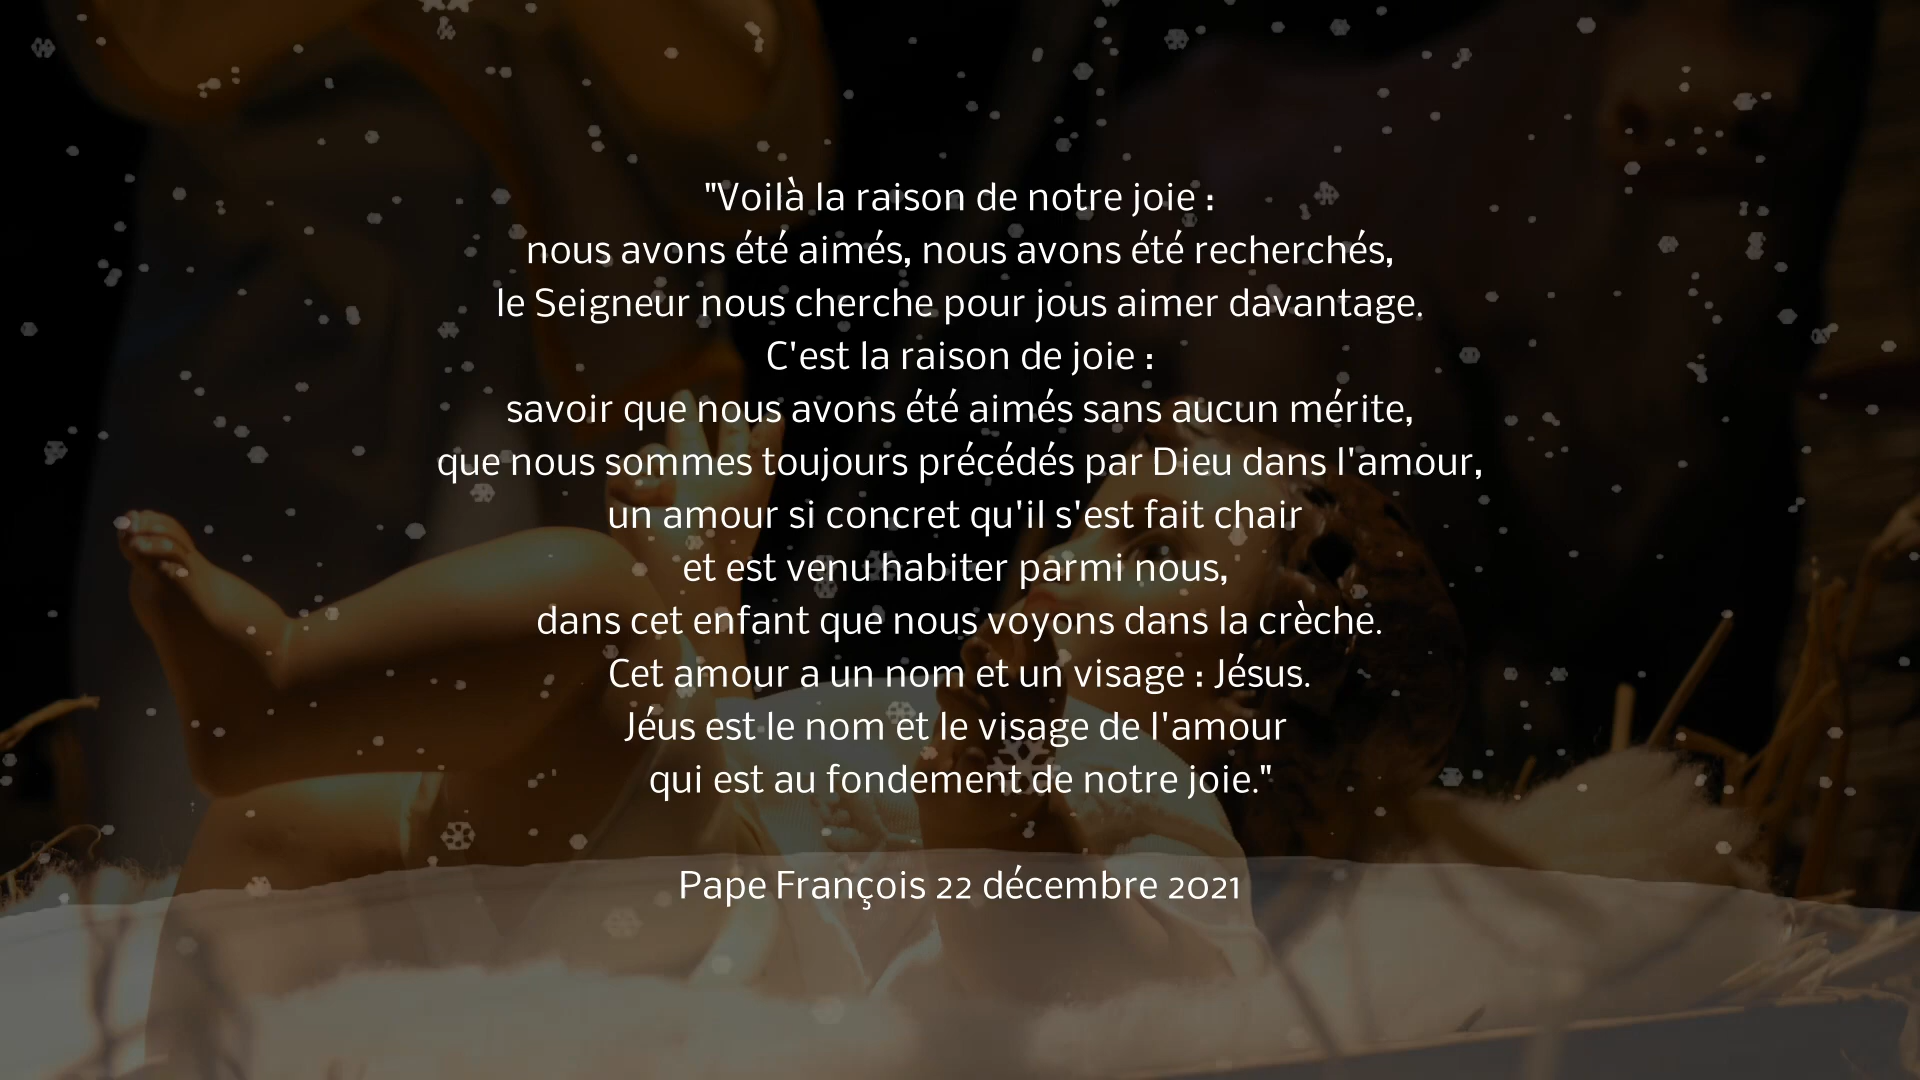 "Voilà la raison de notre joie :
nous avons été aimés, nous avons été recherchés,
le Seigneur nous cherche pour jous aimer davantage.
C'est la raison de joie :
savoir que nous avons été aimés sans aucun mérite,
que nous sommes toujours précédés par Dieu dans l'amour,
un amour si concret qu'il s'est fait chair
et est venu habiter parmi nous,
dans cet enfant que nous voyons dans la crèche.
Cet amour a un nom et un visage : Jésus.
Jéus est le nom et le visage de l'amour
qui est au fondement de notre joie."
Pape François 22 décembre 2021